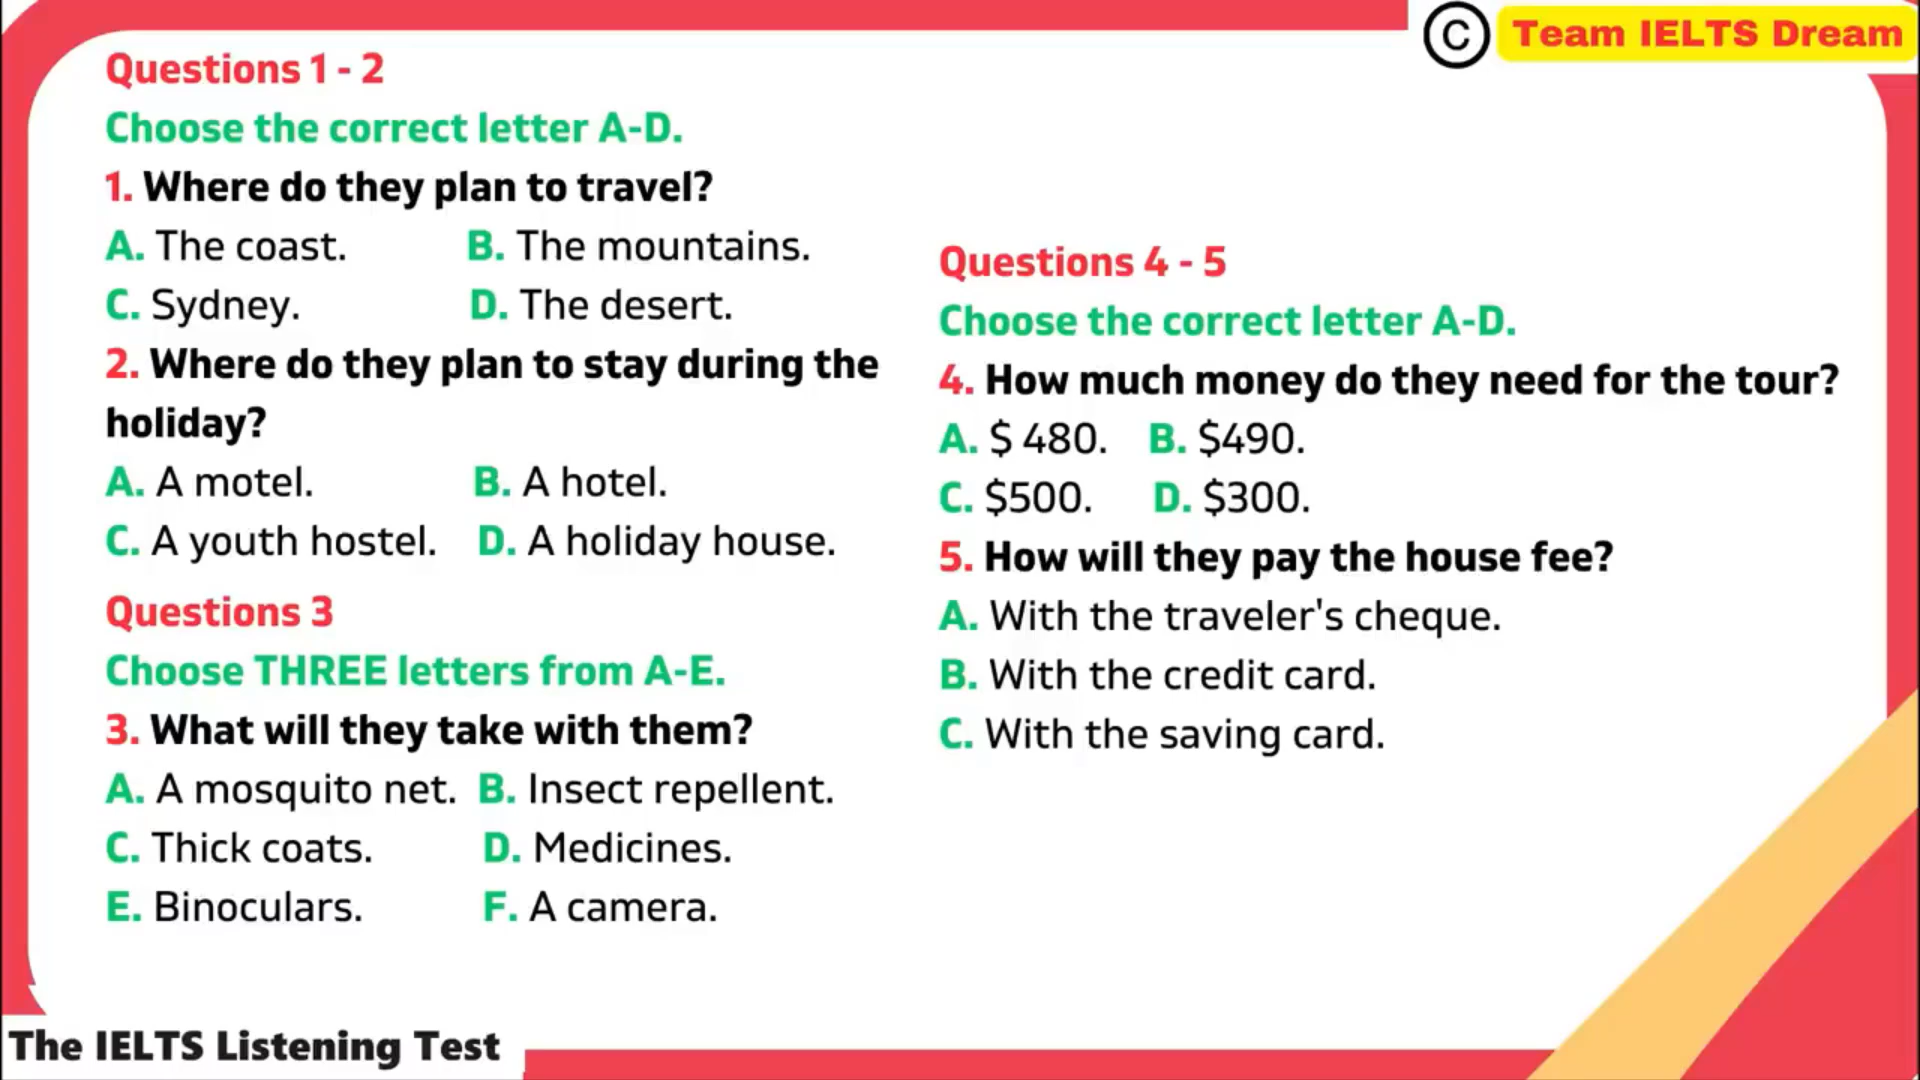 © Team IELTS Dream
Questions 1 - 2
Choose the correct letter A-D.
1. Where do they plan to travel?
A. The coast. B. The mountains.
C. Sydney. D. The desert.
2. Where do they plan to stay during the
holiday?
A. A motel. B. A hotel.
C. A youth hostel. D. A holiday house.
Questions 3
Choose THREE letters from A-E.
3. What will they take with them?
A. A mosquito net. B. Insect repellent.
C. Thick coats. D. Medicines.
E. Binoculars. F. A camera.
Questions 4 - 5
Choose the correct letter A-D.
4. How much money do they need for the tour?
A. $ 480. B. $490.
C. $500. D. $300.
5. How will they pay the house fee?
A. With the traveler's cheque.
B. With the credit card.
C. With the saving card.
The IELTS Listening Test